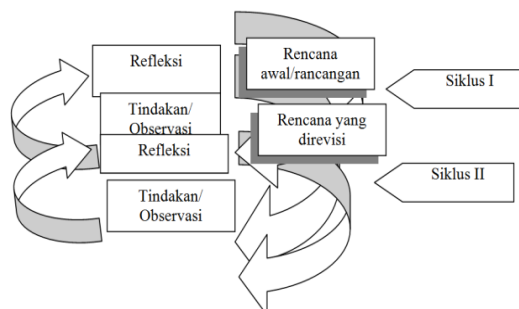 Refleksi
Rencana
awal/rancangan
Siklus I
Tindakan/
Observasi
Rencana yang
direvisi
Refleksi
Siklus II
Tindakan/
Observasi